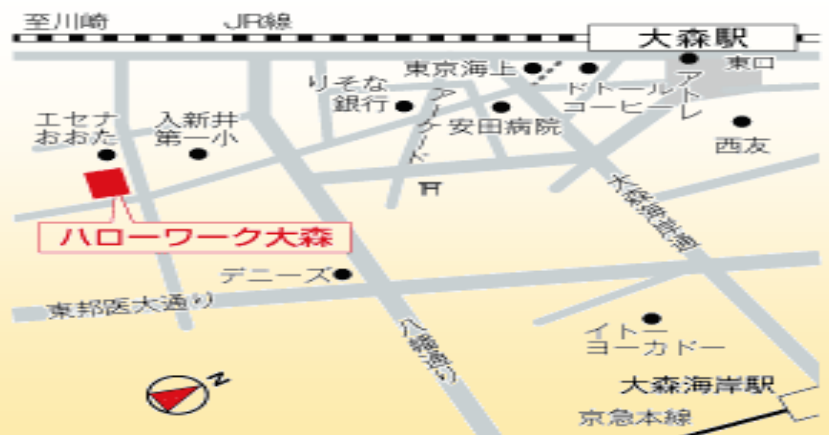 至川崎
JR線
大森駅
東京海上
東口
アトレ
りそな
銀行
ドトール
コーヒー
アーケード
エセナ
おおた
入新井
第一小
安田病院
西友
大森海岸通
ハローワーク大森
デニーズ
東邦医大通り
八幡通り
イトー
ヨーカドー
大森海岸駅
京急本線
N